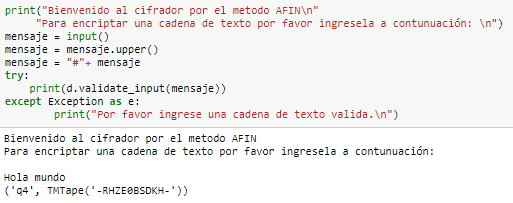 print("Bienvenido al cifrador por el metodo AFIN\n"
"Para encriptar una cadena de texto por favor ingresela a contunuación: \n")
mensaje = input()
mensaje = mensaje.upper()
mensaje = "#"+ mensaje
try:
print(d.validate_input(mensaje))
except Exception as e:
print("Por favor ingrese una cadena de texto valida.\n")
Bienvenido al cifrador por el metodo AFIN
Para encriptar una cadena de texto por favor ingresela a contunuación:
Hola mundo
('q4', TMTape('-RHZE0BSDKH-'))